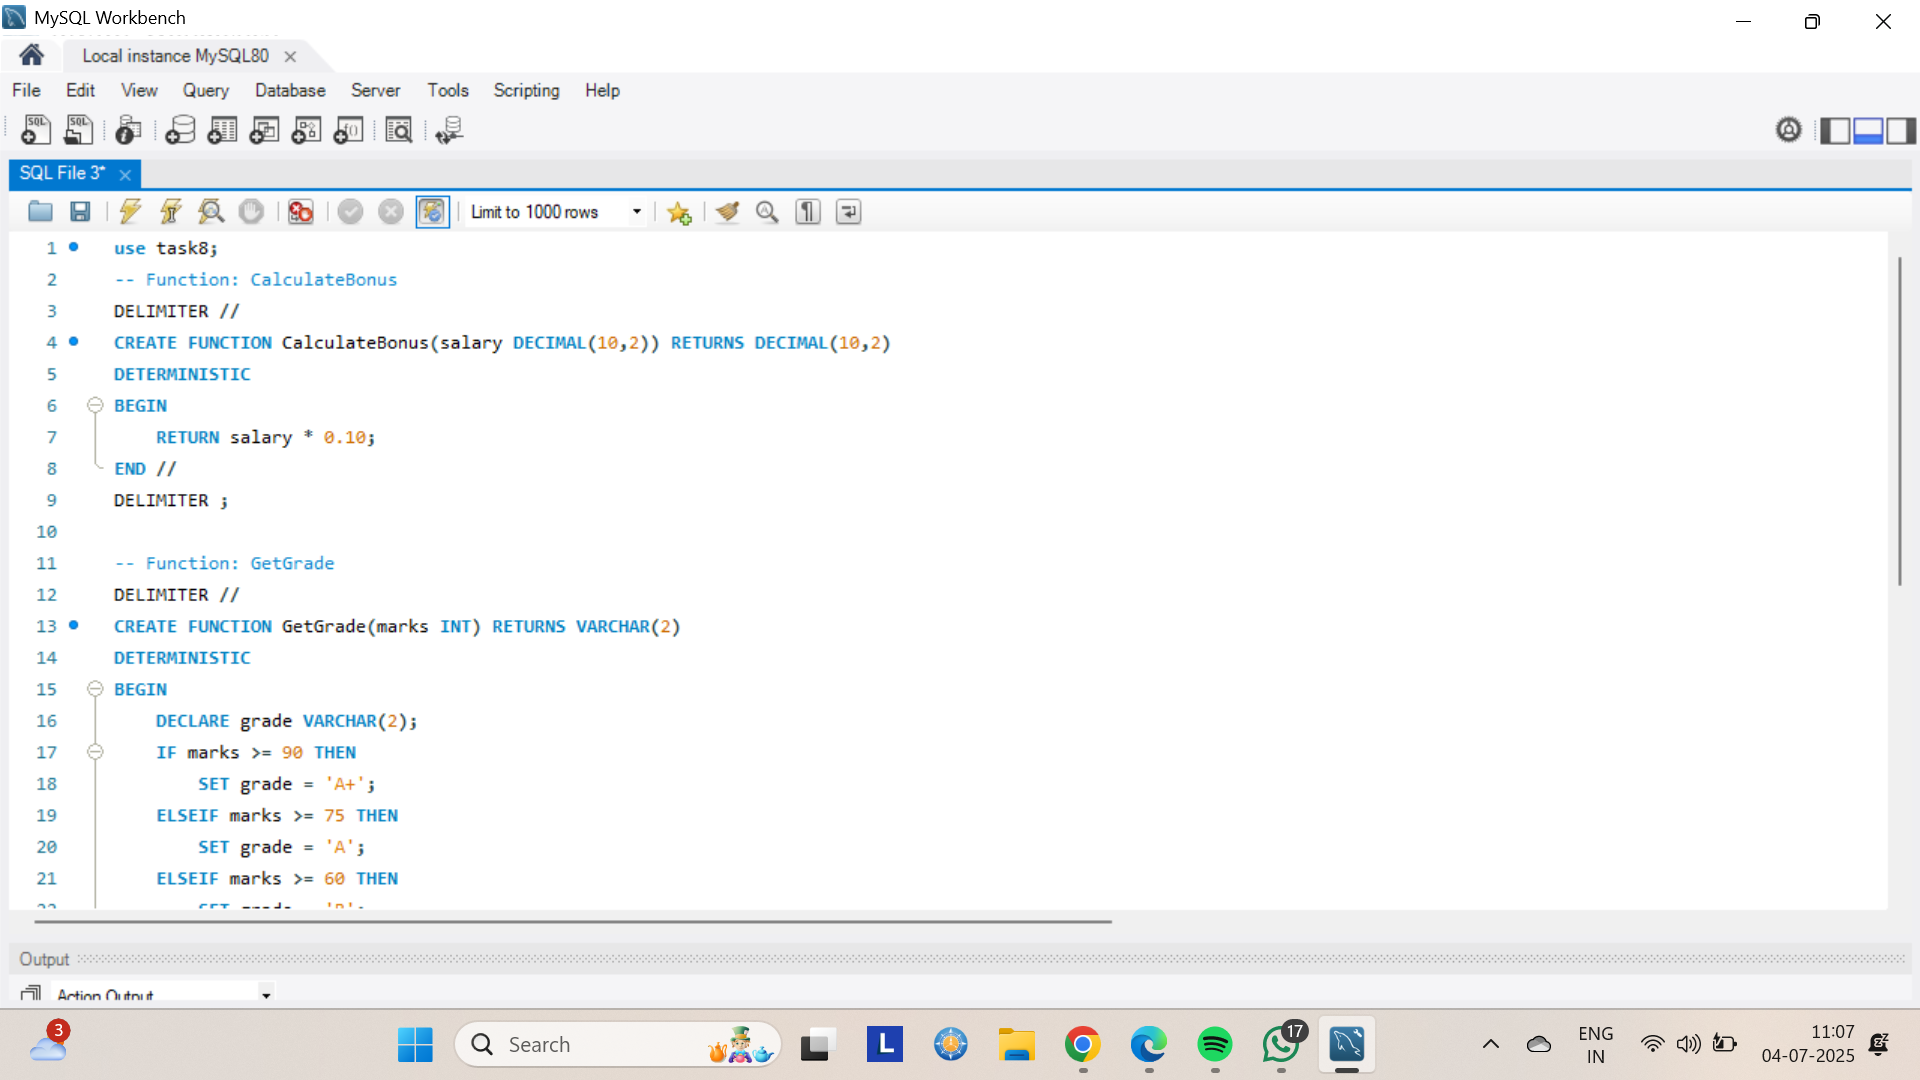 MySQL Workbench
Local instance MySQL80
File Edit View Query Database Server Tools Scripting Help
SQL File 3*
Limit to 1000 rows
1 use task8;
2 -- Function: CalculateBonus
3 DELIMITER //
4 CREATE FUNCTION CalculateBonus(salary DECIMAL(10,2)) RETURNS DECIMAL(10,2)
5 DETERMINISTIC
6 BEGIN
7 RETURN salary * 0.10;
8 END //
9 DELIMITER ;
10
11 -- Function: GetGrade
12 DELIMITER //
13 CREATE FUNCTION GetGrade(marks INT) RETURNS VARCHAR(2)
14 DETERMINISTIC
15 BEGIN
16 DECLARE grade VARCHAR(2);
17 IF marks >= 90 THEN
18 SET grade = 'A+';
19 ELSEIF marks >= 75 THEN
20 SET grade = 'A';
21 ELSEIF marks >= 60 THEN
Output
Action Output
3
Search
L
17
ENG
IN
11:07
04-07-2025